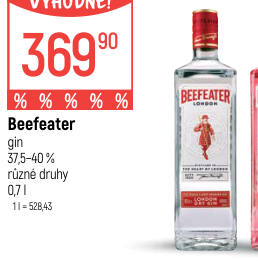 VÝHODNĚ!
369 90
% % % % %
Beefeater
gin
37,5–40 %
různé druhy
0,7 l
1 l = 528,43
BEEFEATER
LONDON
LONDON
DRY GIN